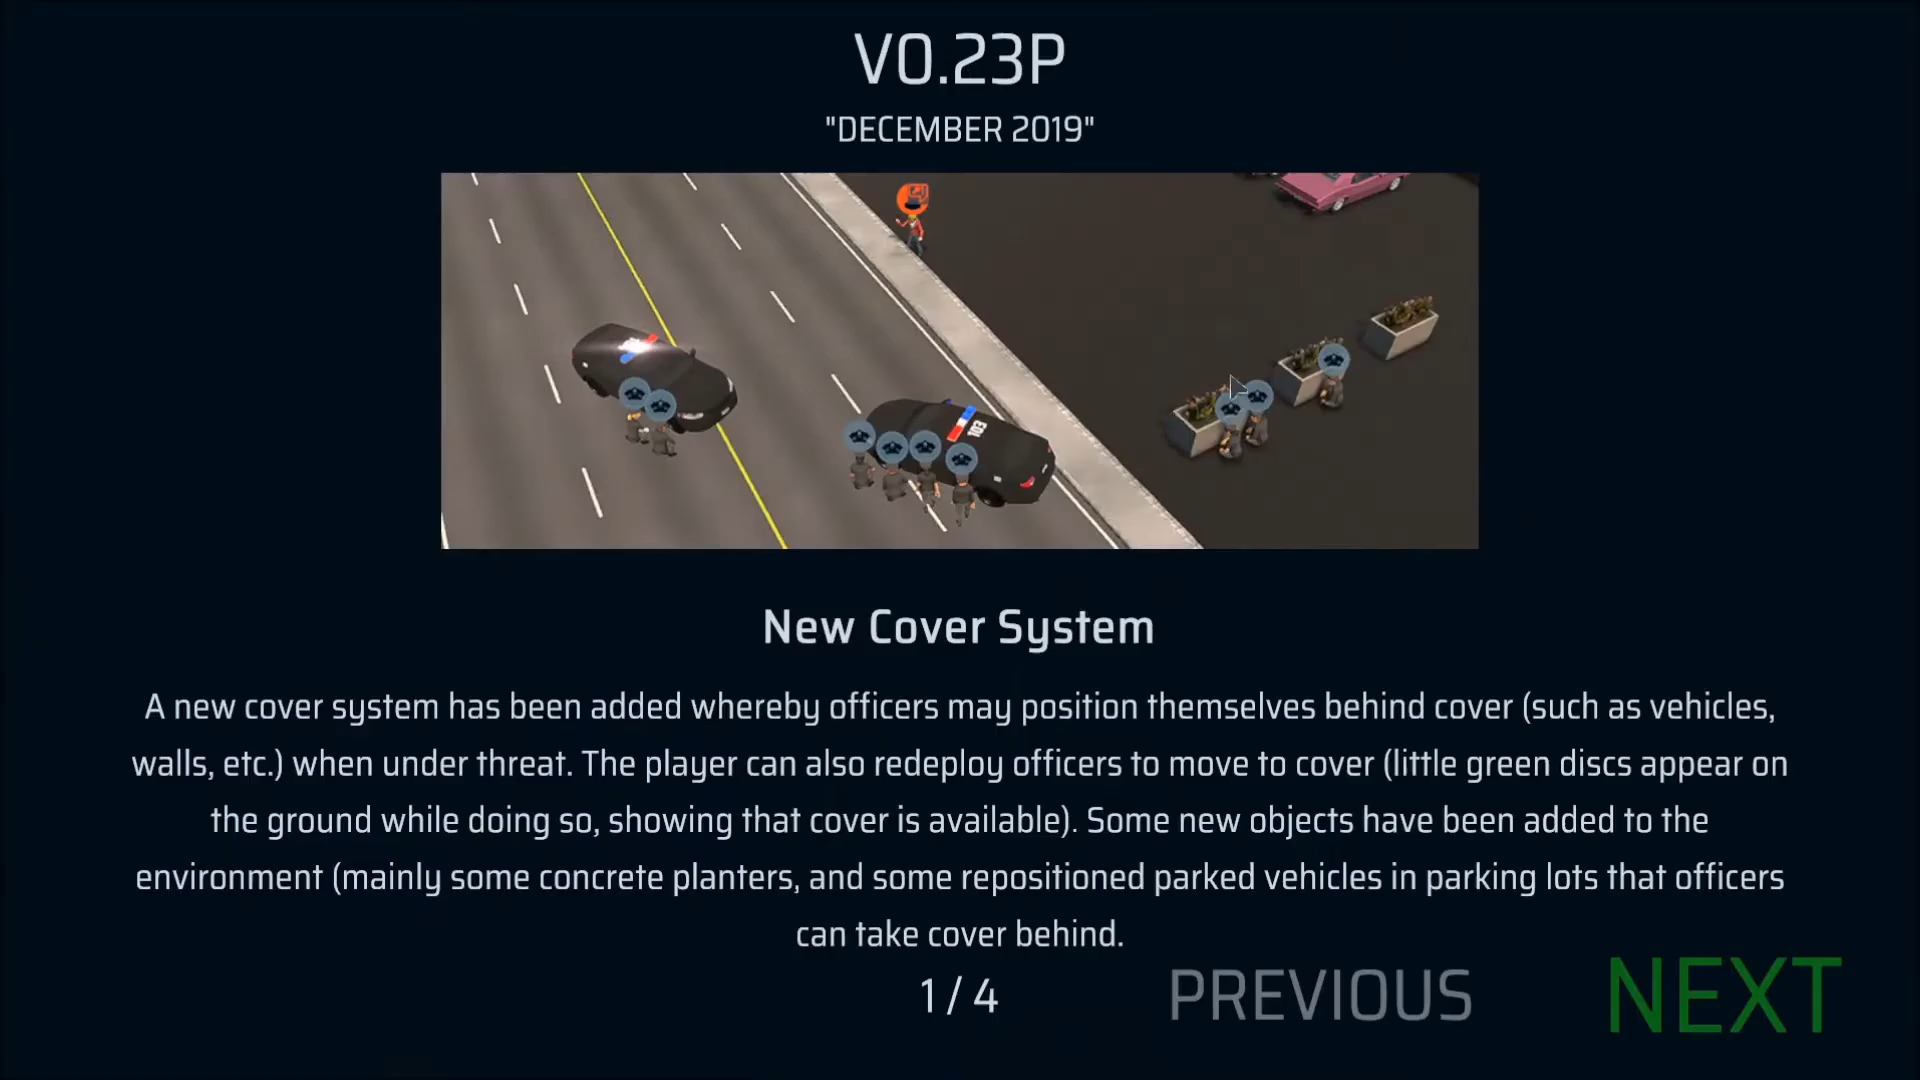 V0.23P
"DECEMBER 2019"
New Cover System
A new cover system has been added whereby officers may position themselves behind cover (such as vehicles,
walls, etc.) when under threat. The player can also redeploy officers to move to cover (little green discs appear on
the ground while doing so, showing that cover is available). Some new objects have been added to the
environment (mainly some concrete planters, and some repositioned parked vehicles in parking lots that officers
can take cover behind.
1 / 4
PREVIOUS
NEXT